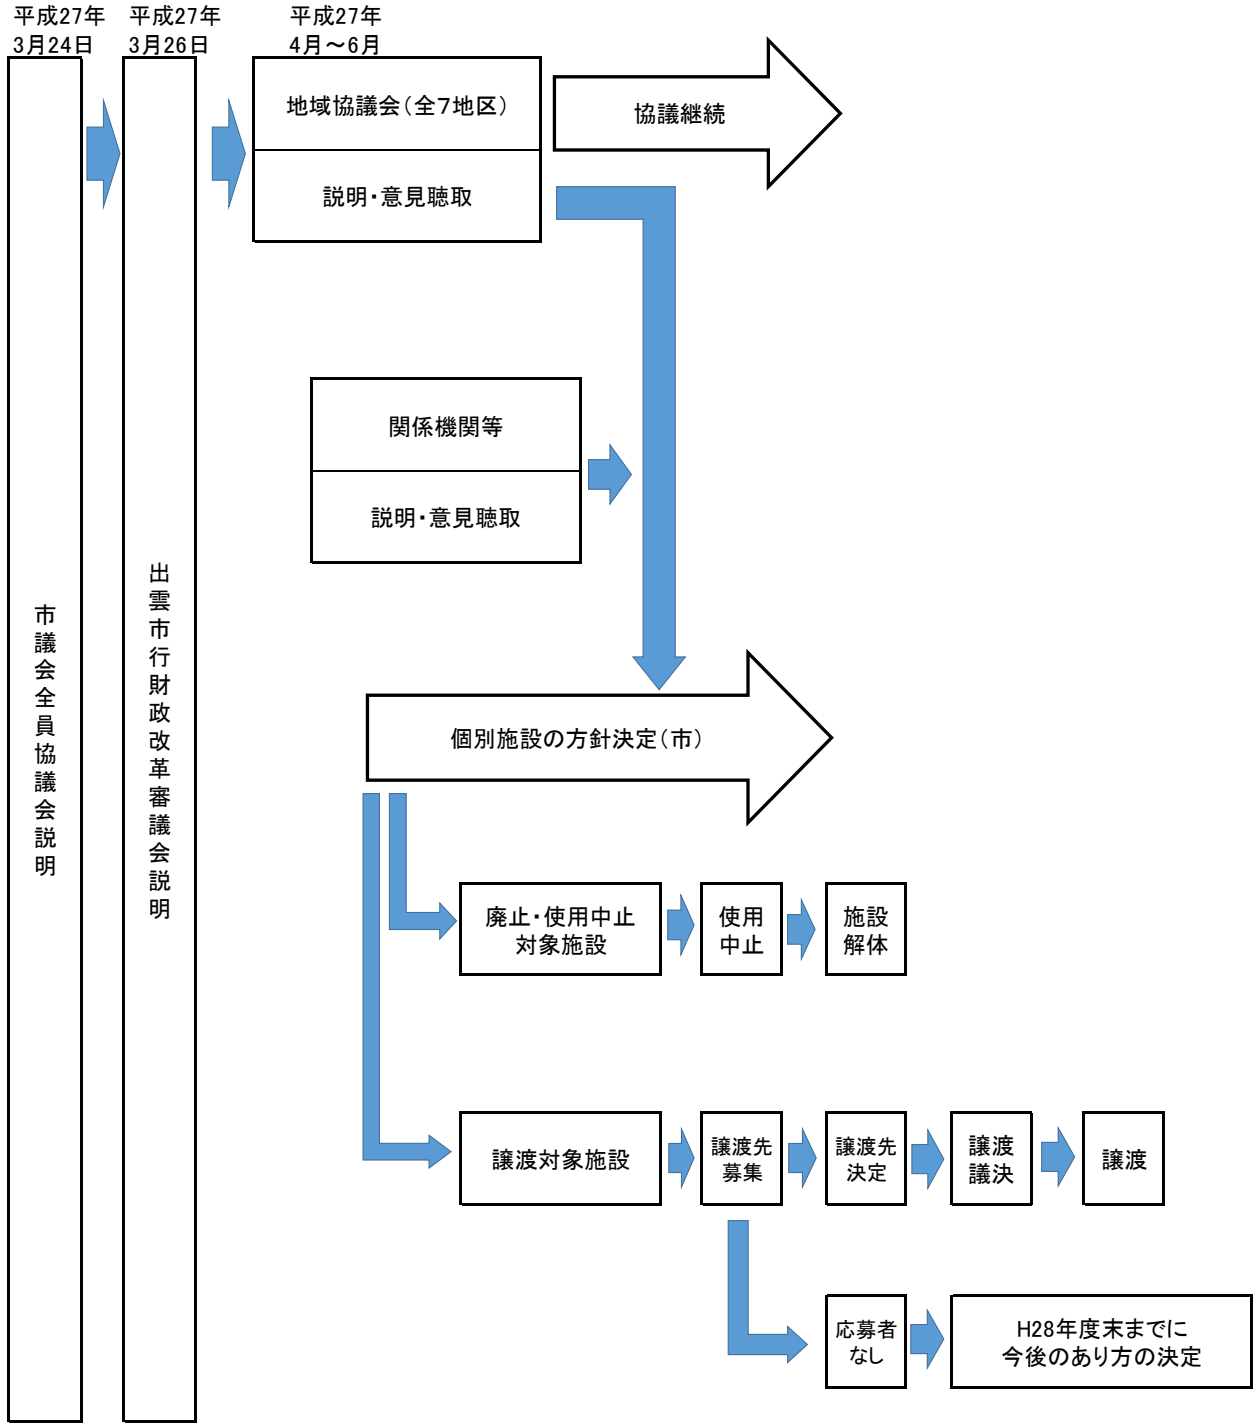 平成27年
3月24日
平成27年
3月26日
平成27年
4月～6月
市議会全員協議会説明
出雲市行財政改革審議会説明
地域協議会（全7地区）
説明・意見聴取
協議継続
関係機関等
説明・意見聴取
個別施設の方針決定（市）
廃止・使用中止
対象施設
使用
中止
施設
解体
譲渡対象施設
譲渡先
募集
譲渡先
決定
譲渡
議決
譲渡
応募者
なし
H28年度末までに
今後のあり方の決定